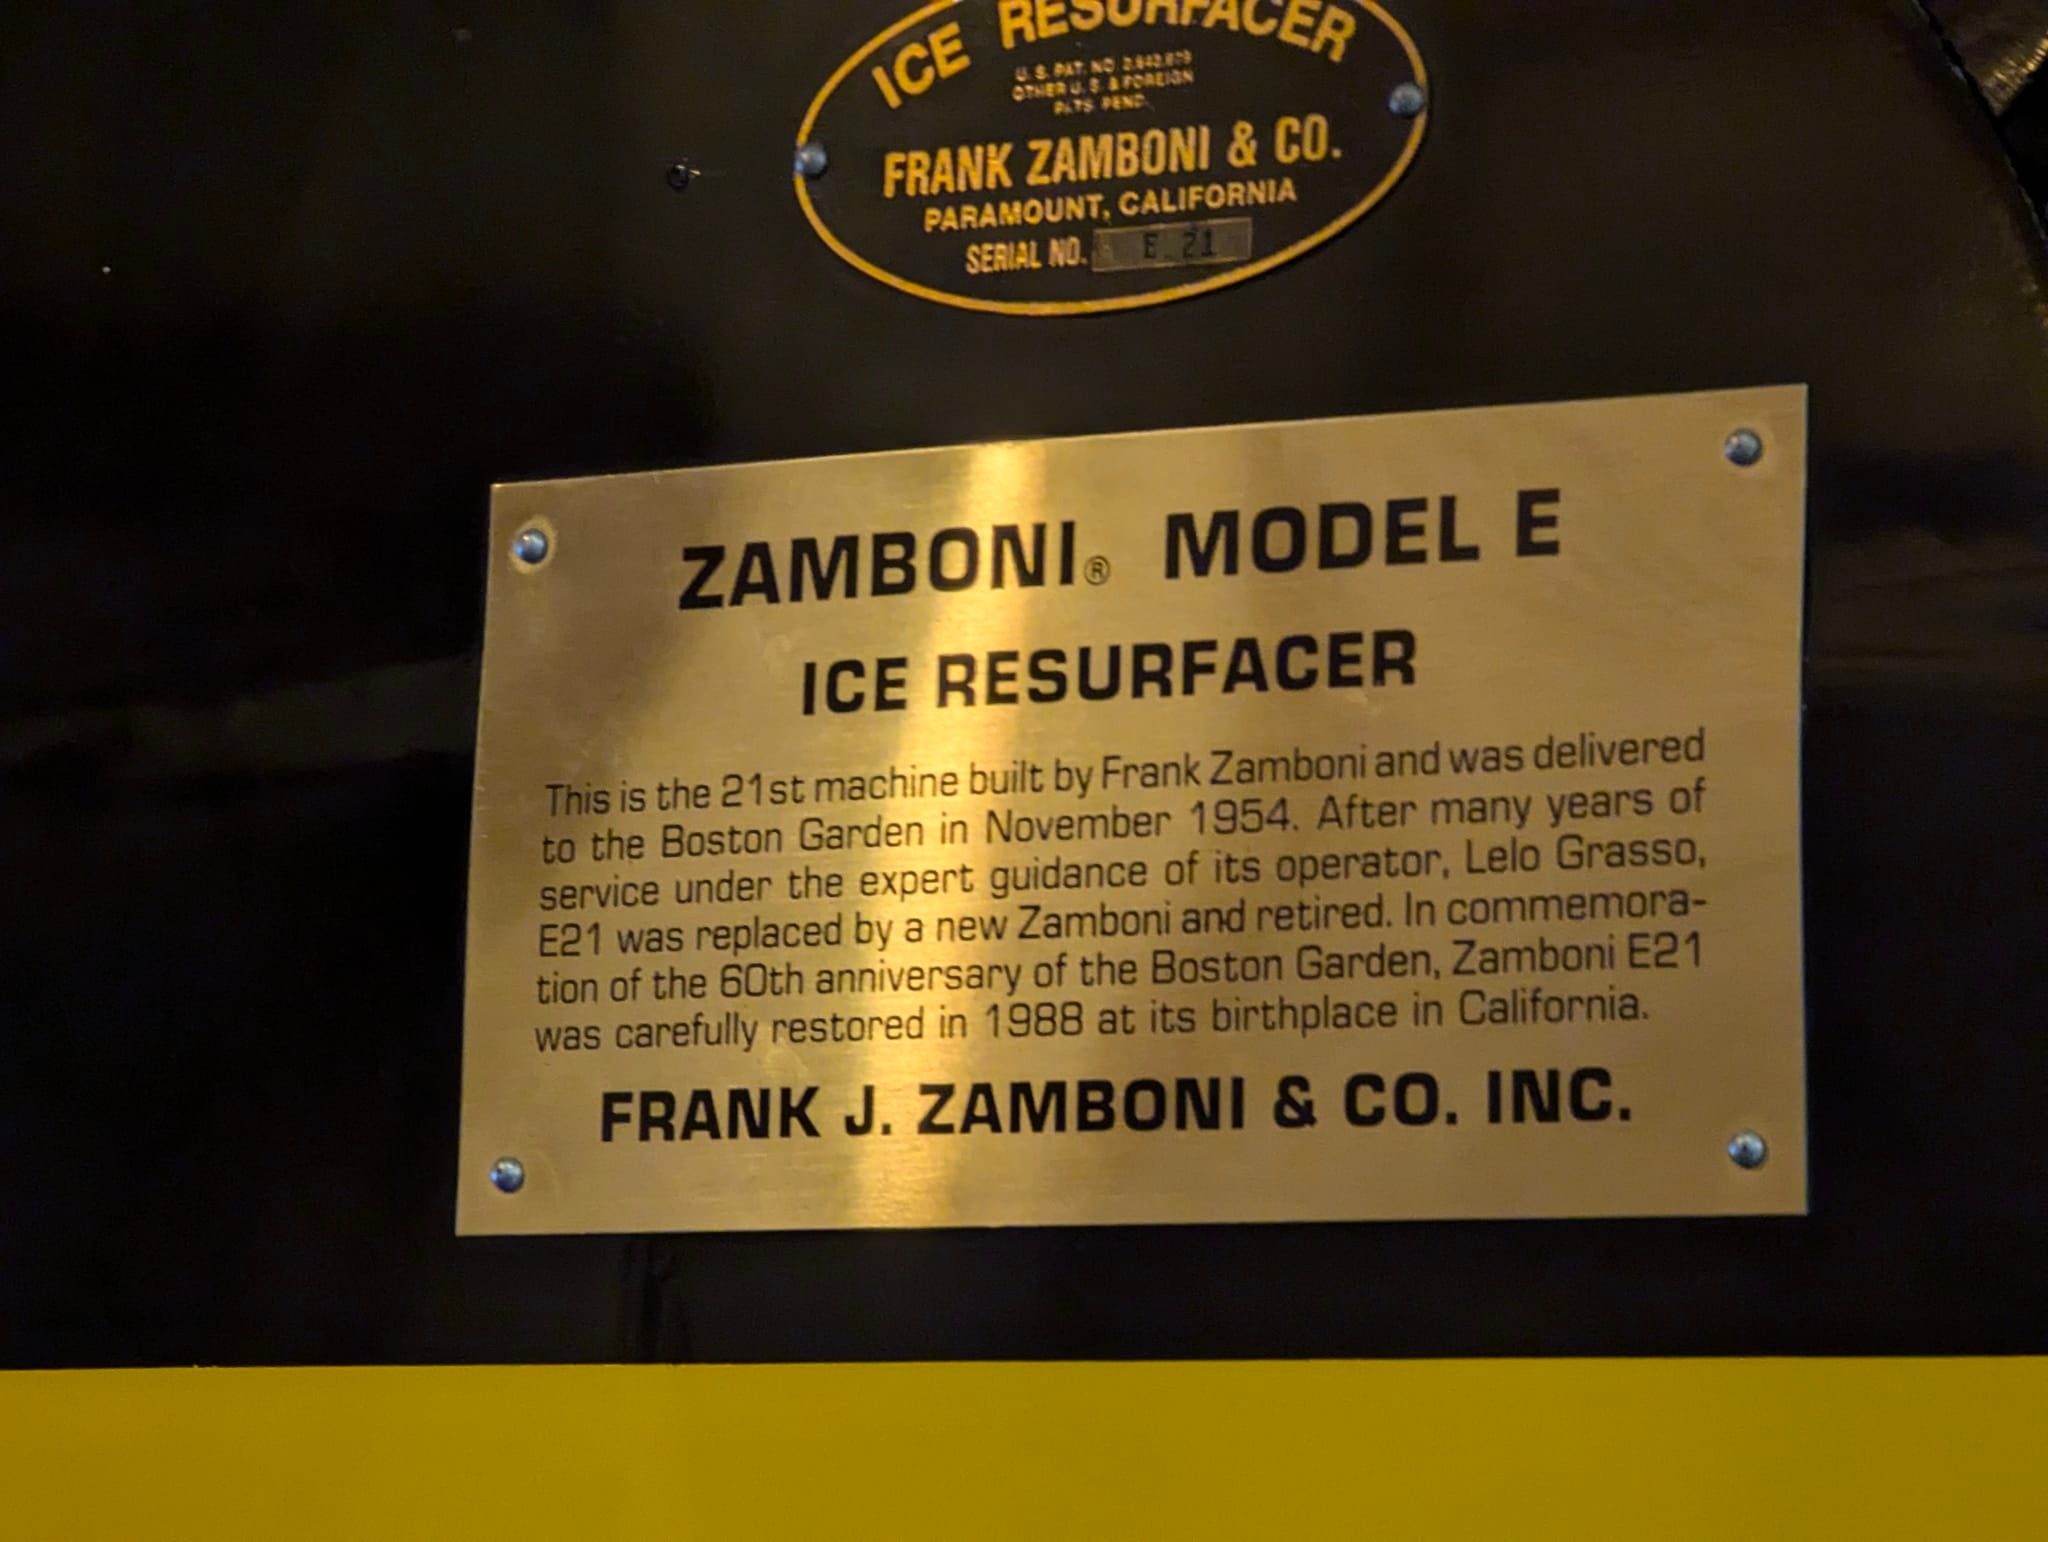 ICE RESURFACER
U.S. PAT. NO. 2,642,679
OTHER U.S. & FOREIGN
PATS. PEND.
FRANK ZAMBONI & CO.
PARAMOUNT, CALIFORNIA
SERIAL NO. E 21
ZAMBONI® MODEL E
ICE RESURFACER
This is the 21st machine built by Frank Zamboni and was delivered
to the Boston Garden in November 1954. After many years of
service under the expert guidance of its operator, Lelo Grasso,
E21 was replaced by a new Zamboni and retired. In commemora-
tion of the 60th anniversary of the Boston Garden, Zamboni E21
was carefully restored in 1988 at its birthplace in California.
FRANK J. ZAMBONI & CO. INC.